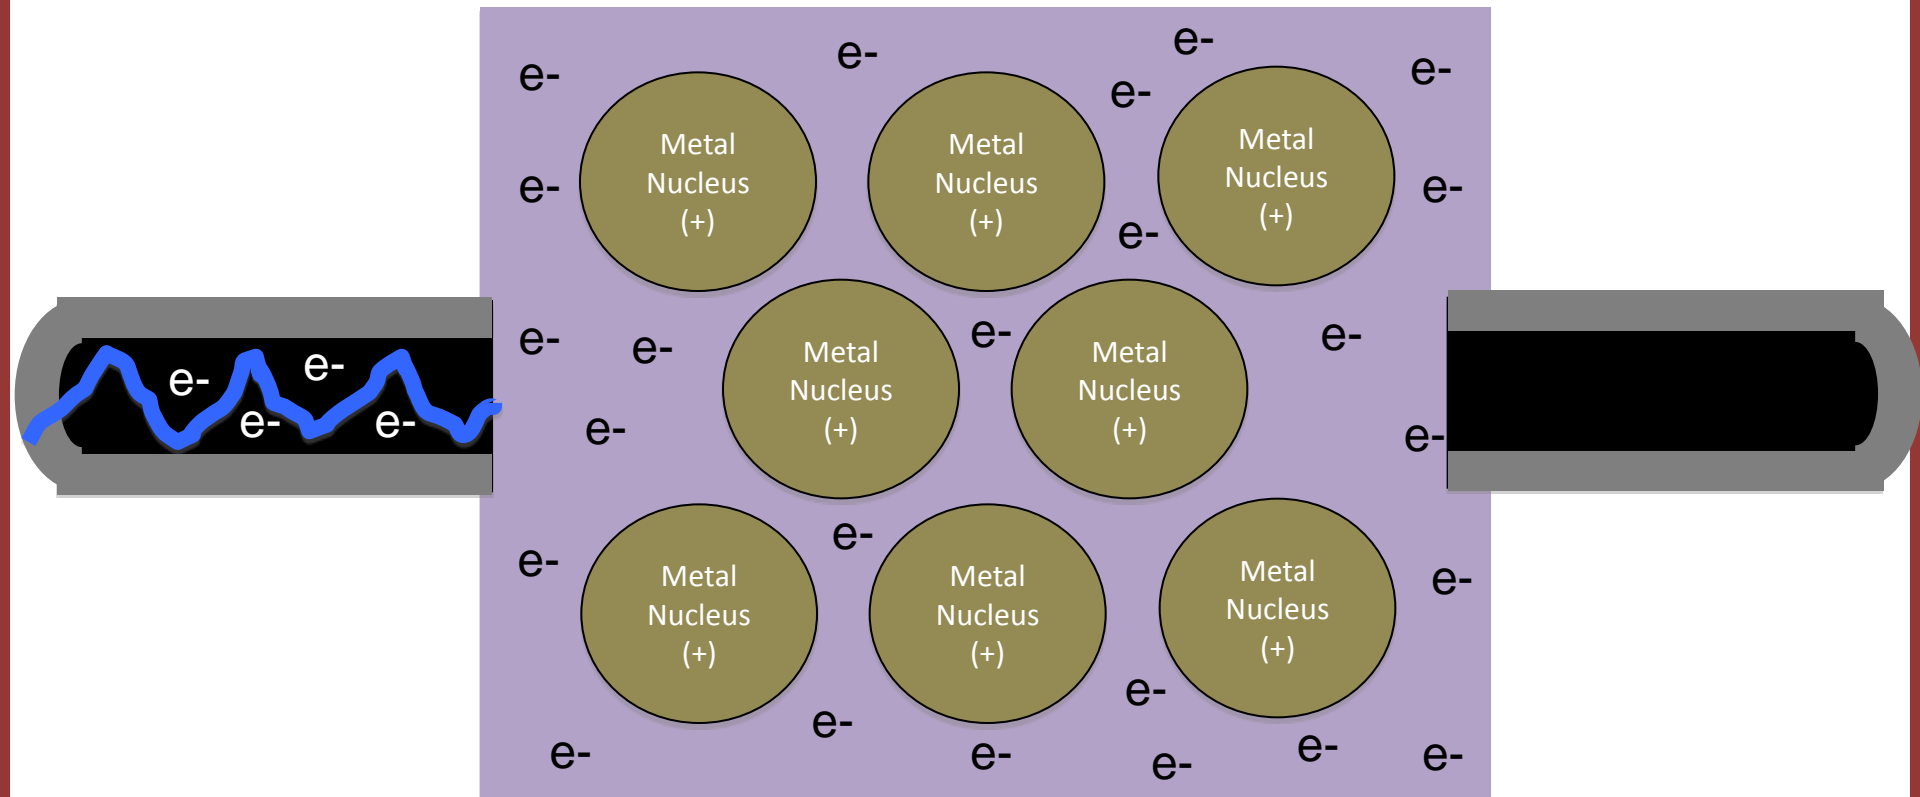 e-
e-
e-
e-
e-
Metal
Nucleus
(+)
Metal
Nucleus
(+)
Metal
Nucleus
(+)
e-
e-
e-
e-
e-
e-
e-
e-
Metal
Nucleus
(+)
Metal
Nucleus
(+)
e-
e-
e-
e-
e-
e-
e-
e-
Metal
Nucleus
(+)
Metal
Nucleus
(+)
Metal
Nucleus
(+)
e-
e-
e-
e-
e-
e-
e-
e-